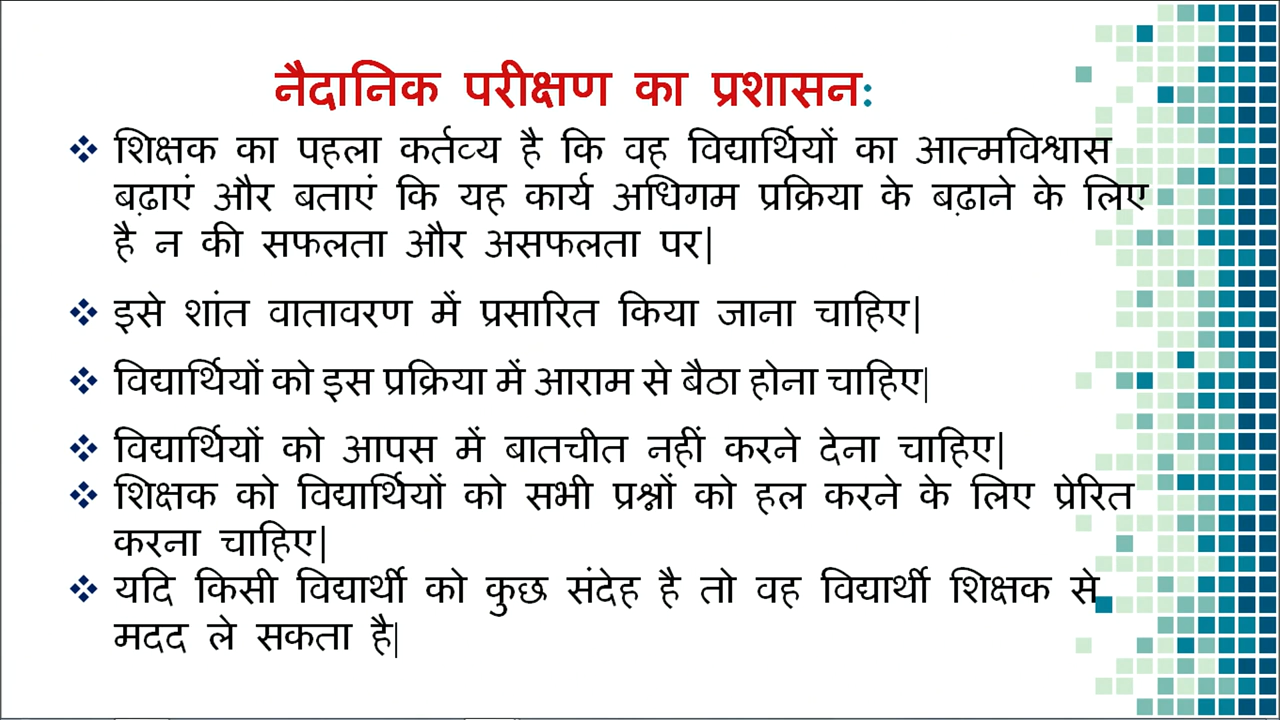 नैदानिक परीक्षण का प्रशासन:
❖ शिक्षक का पहला कर्तव्य है कि वह विद्यार्थियों का आत्मविश्वास
बढ़ाएं और बताएं कि यह कार्य अधिगम प्रक्रिया के बढ़ाने के लिए
है न की सफलता और असफलता पर|
❖ इसे शांत वातावरण में प्रसारित किया जाना चाहिए|
❖ विद्यार्थियों को इस प्रक्रिया में आराम से बैठा होना चाहिए|
❖ विद्यार्थियों को आपस में बातचीत नहीं करने देना चाहिए|
❖ शिक्षक को विद्यार्थियों को सभी प्रश्नों को हल करने के लिए प्रेरित
करना चाहिए|
❖ यदि किसी विद्यार्थी को कुछ संदेह है तो वह विद्यार्थी शिक्षक से
मदद ले सकता है|